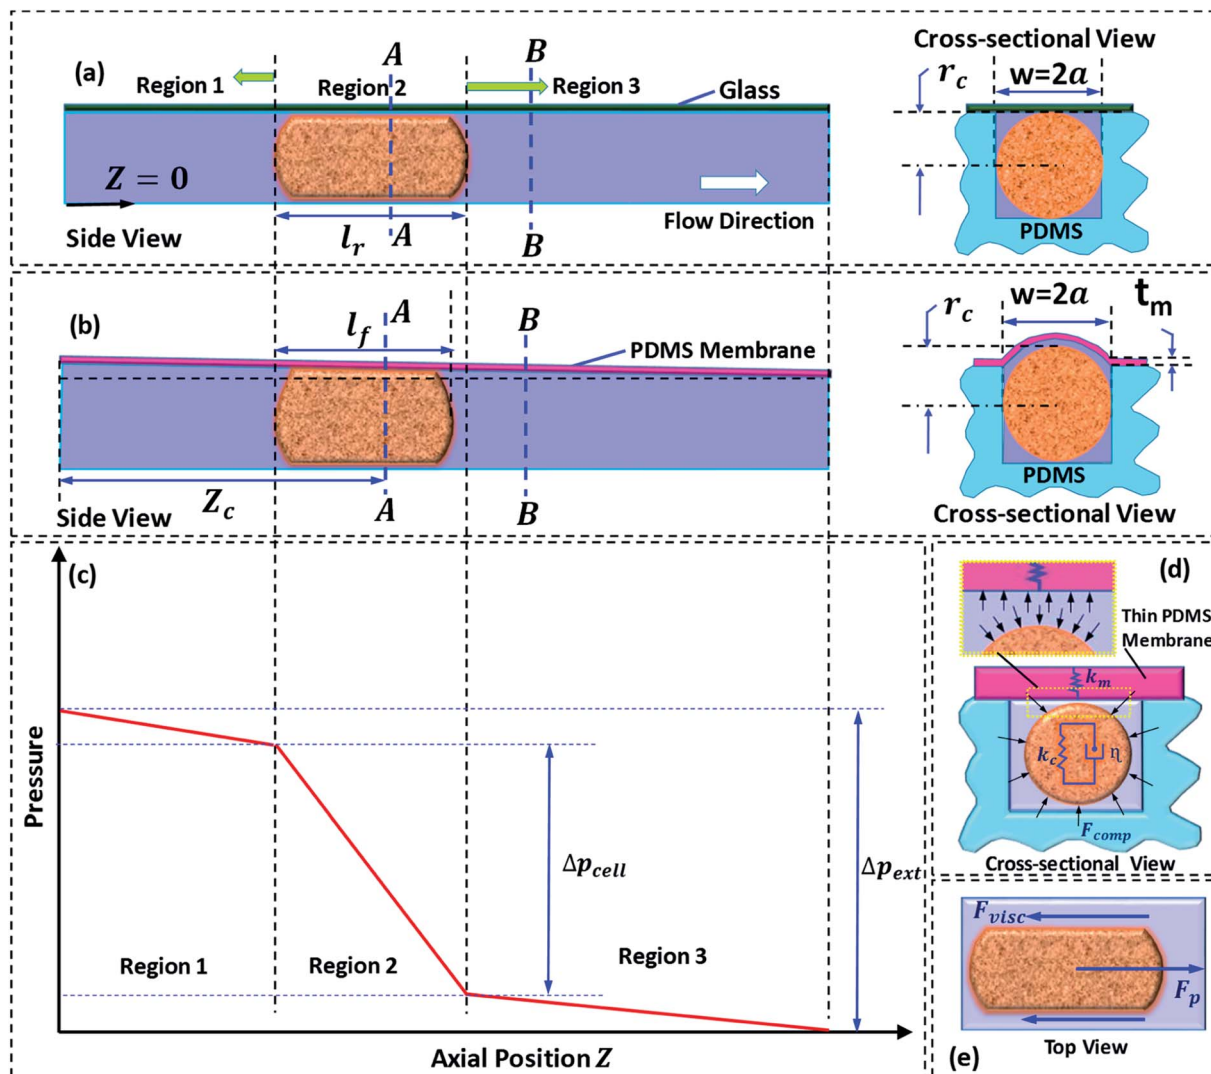 (a)
Region 1
Region 2
Region 3
A
B
Glass
Z = 0
Side View
l_r
A
B
Flow Direction
Cross-sectional View
r_c
w=2a
PDMS
(b)
l_f
A
B
PDMS Membrane
Z_c
A
B
Side View
r_c
w=2a
t_m
PDMS
Cross-sectional View
(c)
Pressure
Δp_cell
Δp_ext
Region 1
Region 2
Region 3
Axial Position Z
(d)
Thin PDMS
Membrane
k_m
k_c
η
F_comp
Cross-sectional View
F_visc
F_p
(e)
Top View